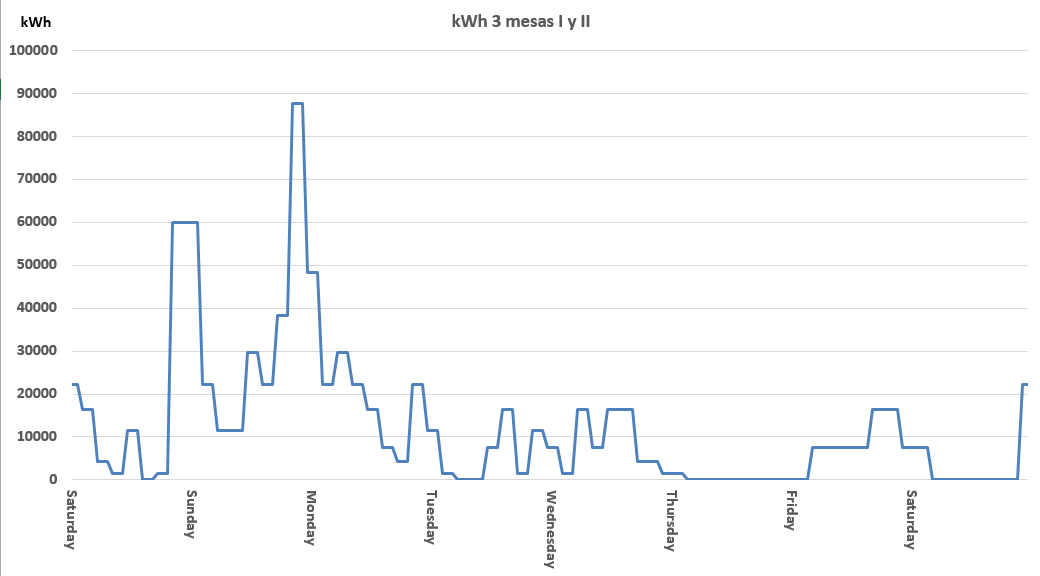 kWh 3 mesas I y II
kWh
100000
90000
80000
70000
60000
50000
40000
30000
20000
10000
0
Saturday
Sunday
Monday
Tuesday
Wednesday
Thursday
Friday
Saturday